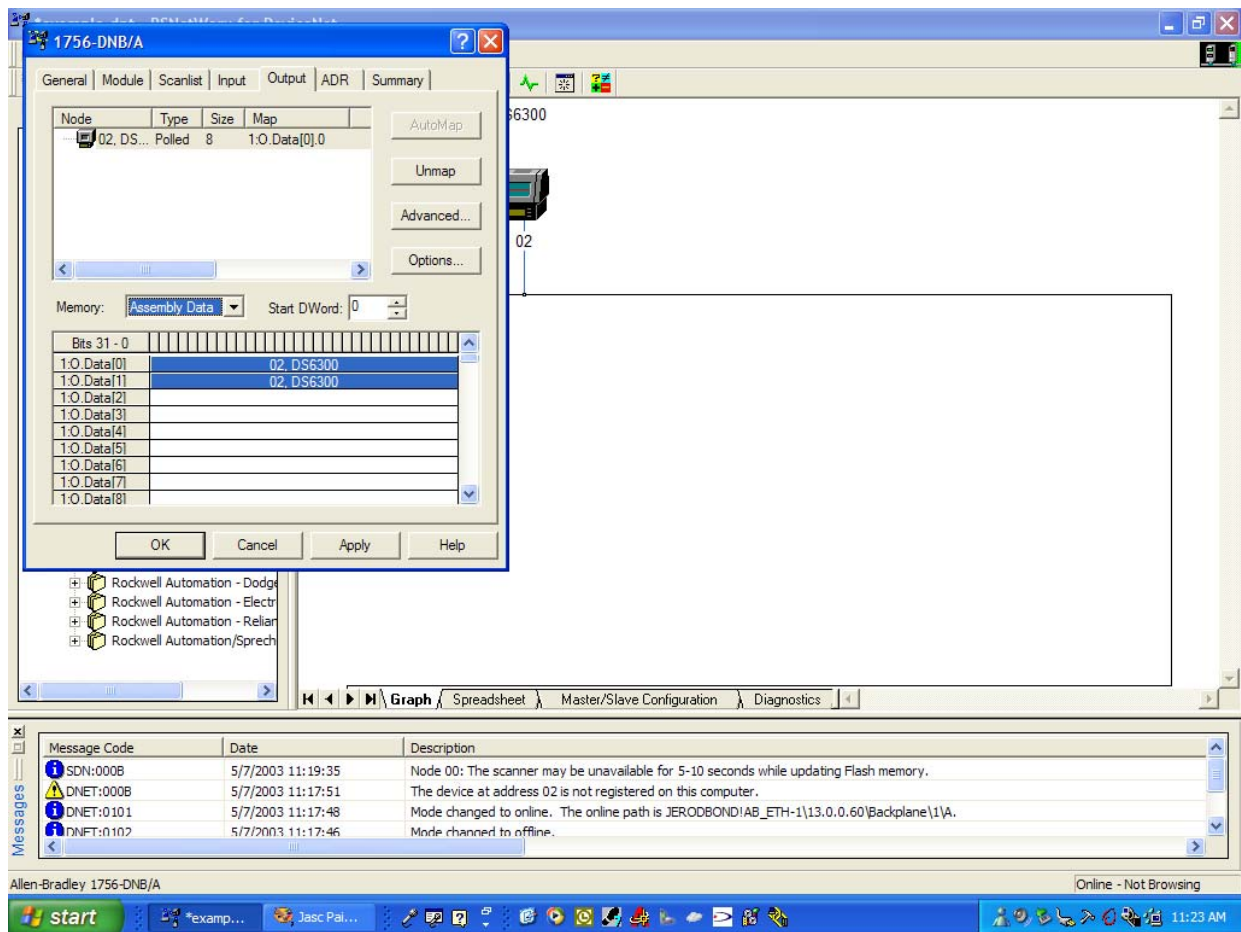 *example.dnt - RSNetWorx for DeviceNet
1756-DNB/A
General Module Scanlist Input Output ADR Summary
Node Type Size Map
02, DS... Polled 8 1:O.Data[0].0
AutoMap
Unmap
Advanced...
Options...
Memory: Assembly Data Start DWord: 0
Bits 31 - 0
1:O.Data[0] 02, DS6300
1:O.Data[1] 02, DS6300
1:O.Data[2]
1:O.Data[3]
1:O.Data[4]
1:O.Data[5]
1:O.Data[6]
1:O.Data[7]
1:O.Data[8]
OK Cancel Apply Help
S6300
02
Rockwell Automation - Dodge
Rockwell Automation - Electr
Rockwell Automation - Relian
Rockwell Automation/Sprech
Graph Spreadsheet Master/Slave Configuration Diagnostics
Messages
Message Code Date Description
SDN:000B 5/7/2003 11:19:35 Node 00: The scanner may be unavailable for 5-10 seconds while updating Flash memory.
DNET:000B 5/7/2003 11:17:51 The device at address 02 is not registered on this computer.
DNET:0101 5/7/2003 11:17:48 Mode changed to online. The online path is JERODBOND!AB_ETH-1\13.0.0.60\Backplane\1\A.
DNET:0102 5/7/2003 11:17:46 Mode changed to offline.
Allen-Bradley 1756-DNB/A Online - Not Browsing
start *examp... Jasc Pai... 11:23 AM